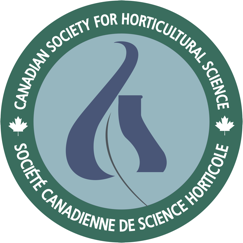 CANADIAN SOCIETY FOR HORTICULTURAL SCIENCE
SOCIÉTÉ CANADIENNE DE SCIENCE HORTICOLE